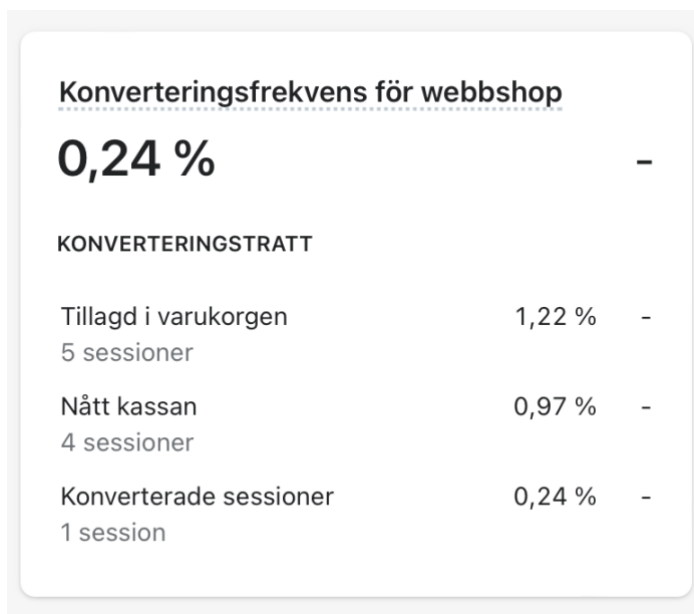 Konverteringsfrekvens för webbshop
0,24 % -
KONVERTERINGSTRATT
Tillagd i varukorgen 1,22 % -
5 sessioner
Nått kassan 0,97 % -
4 sessioner
Konverterade sessioner 0,24 % -
1 session